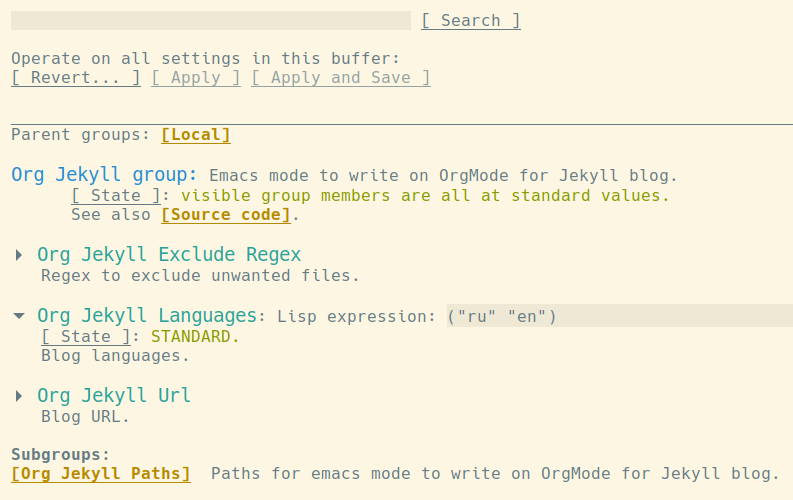 [ Search ]
Operate on all settings in this buffer:
[ Revert... ] [ Apply ] [ Apply and Save ]
Parent groups: [Local]
Org Jekyll group: Emacs mode to write on OrgMode for Jekyll blog.
[ State ]: visible group members are all at standard values.
See also [Source code].
Org Jekyll Exclude Regex
Regex to exclude unwanted files.
Org Jekyll Languages: Lisp expression: ("ru" "en")
[ State ]: STANDARD.
Blog languages.
Org Jekyll Url
Blog URL.
Subgroups:
[Org Jekyll Paths]  Paths for emacs mode to write on OrgMode for Jekyll blog.